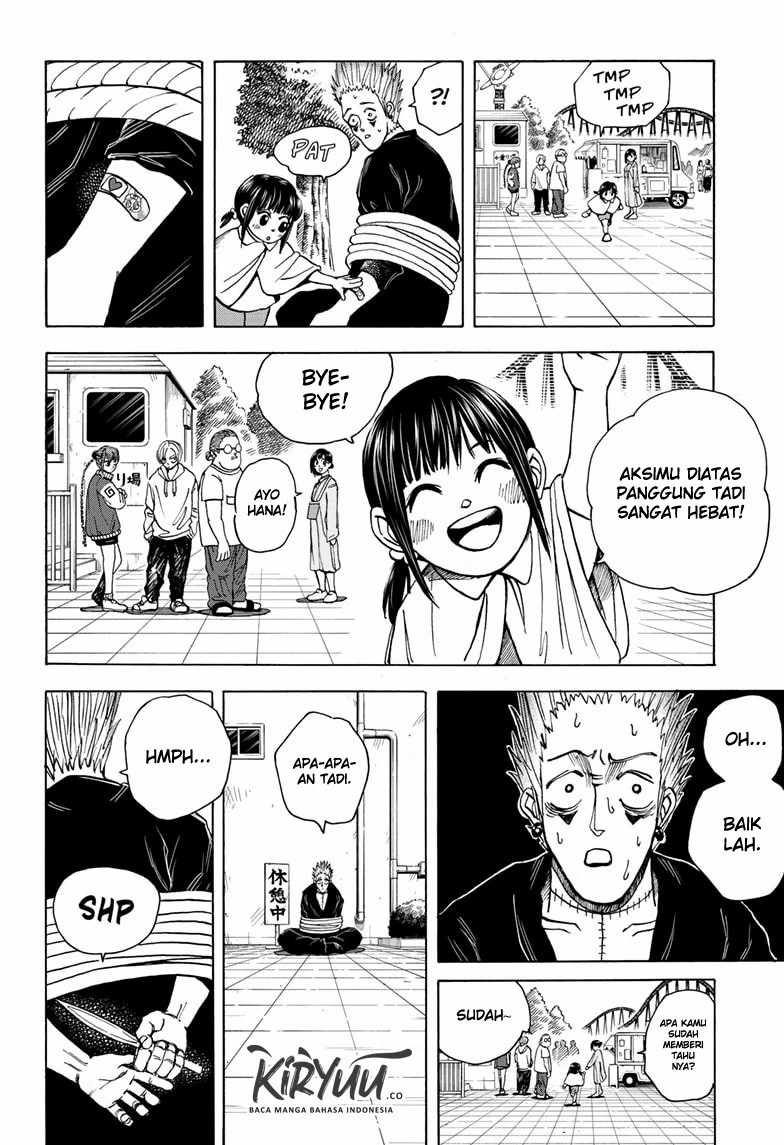 TMP
TMP
TMP
?!
PAT
AKSIMU DIATAS
PANGGUNG TADI
SANGAT HEBAT!
BYE-
BYE!
AYO
HANA!
り場
OH...
BAIK
LAH.
APA KAMU
SUDAH
MEMBERI
TAHU
NYA?
SUDAH~
APA-APA-
AN TADI.
休憩中
HMPH...
SHP
KIRYUU.CO
BACA MANGA BAHASA INDONESIA